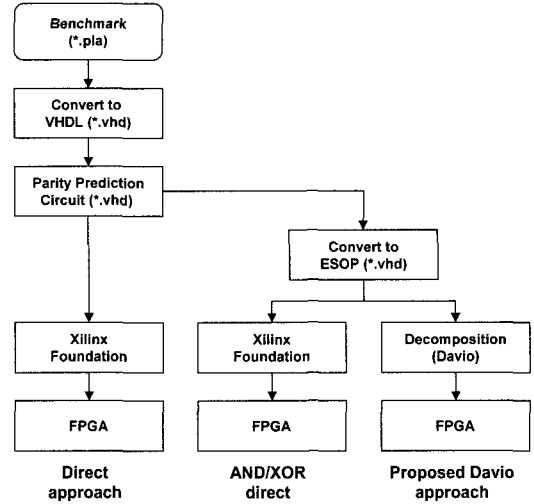 Benchmark
(*.pla)
Convert to
VHDL (*.vhd)
Parity Prediction
Circuit (*.vhd)
Convert to
ESOP (*.vhd)
Xilinx
Foundation
Xilinx
Foundation
Decomposition
(Davio)
FPGA
FPGA
FPGA
Direct
approach
AND/XOR
direct
Proposed Davio
approach